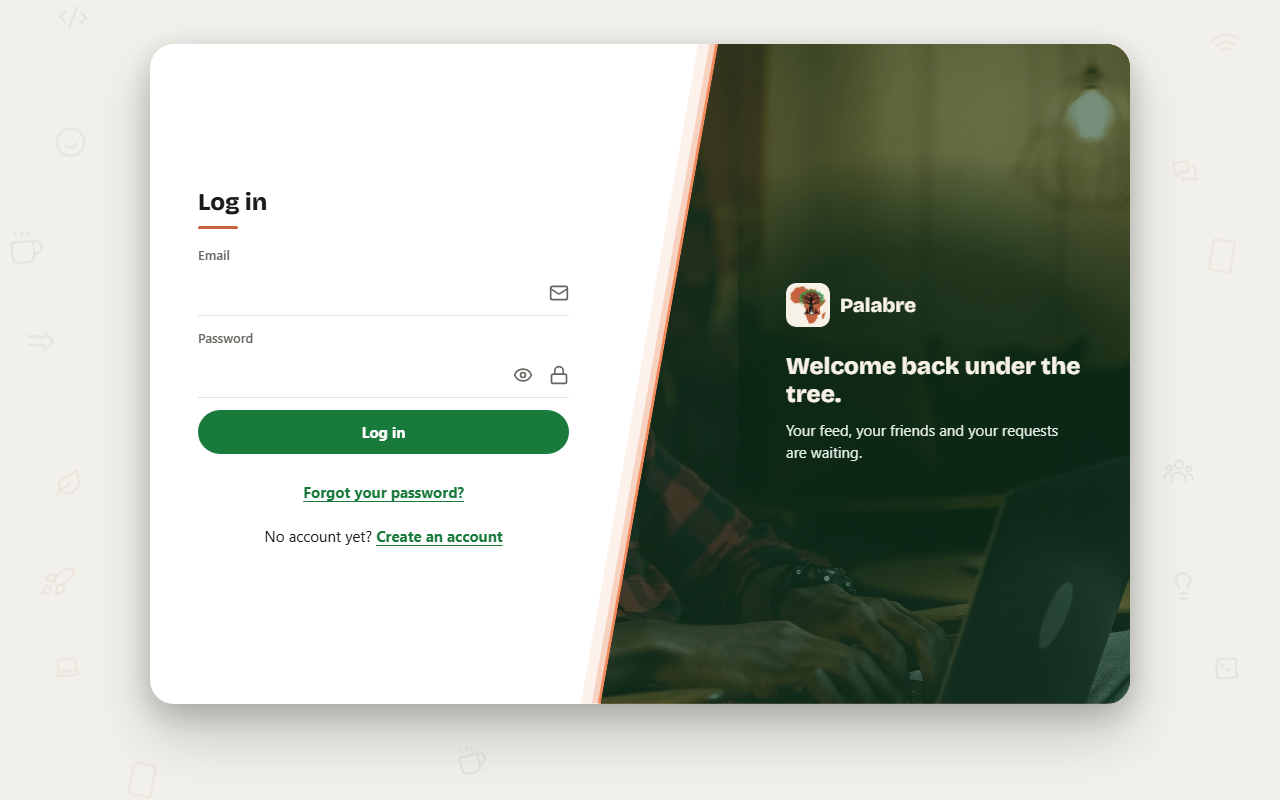 Log in
Email
Password
Log in
Forgot your password?
No account yet? Create an account
Palabre
Welcome back under the
tree.
Your feed, your friends and your requests
are waiting.